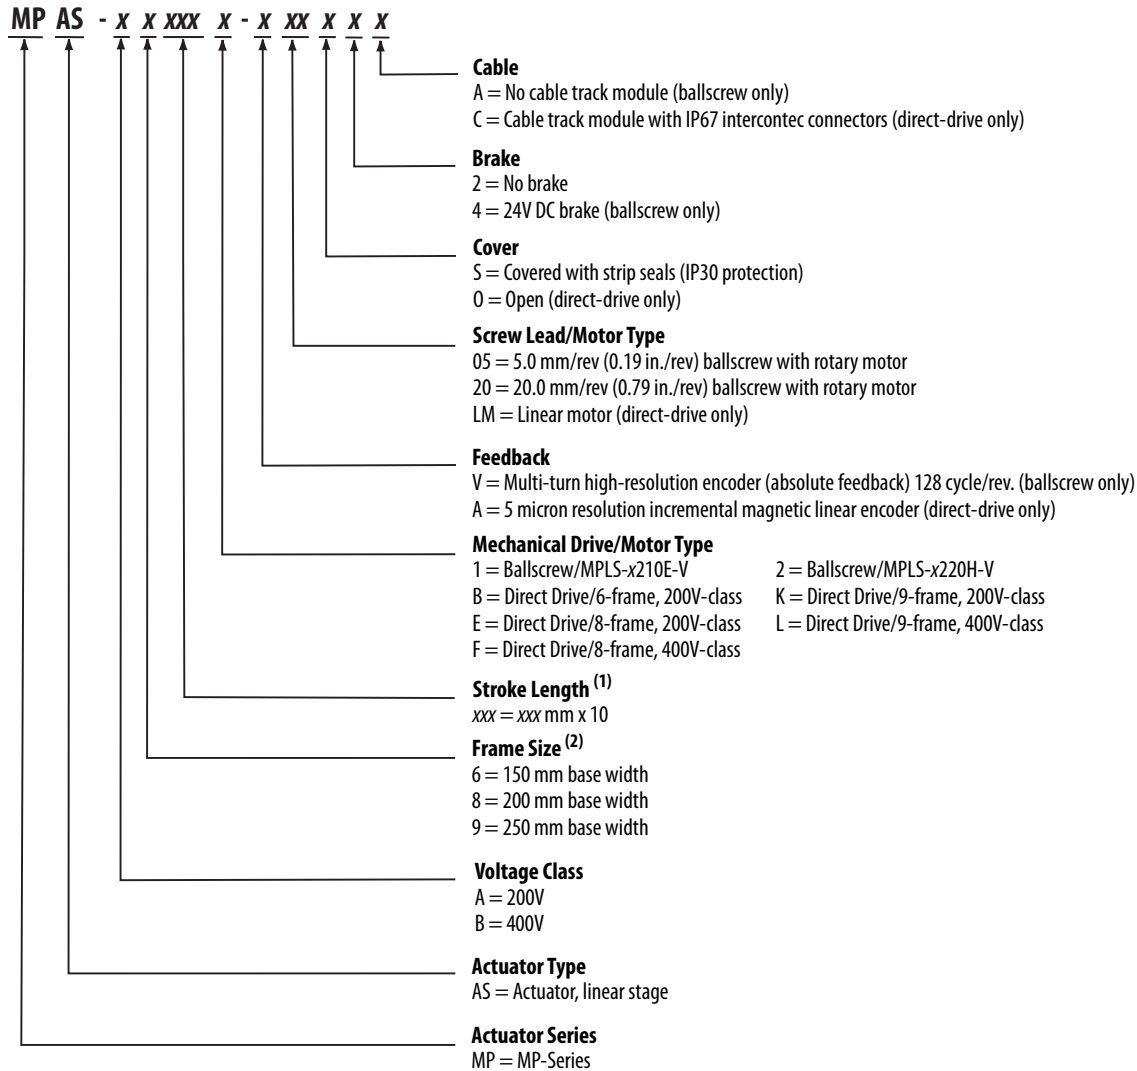 MP AS - x x xxx x - x xx x x x
Cable
A = No cable track module (ballscrew only)
C = Cable track module with IP67 intercontec connectors (direct-drive only)
Brake
2 = No brake
4 = 24V DC brake (ballscrew only)
Cover
S = Covered with strip seals (IP30 protection)
O = Open (direct-drive only)
Screw Lead/Motor Type
05 = 5.0 mm/rev (0.19 in./rev) ballscrew with rotary motor
20 = 20.0 mm/rev (0.79 in./rev) ballscrew with rotary motor
LM = Linear motor (direct-drive only)
Feedback
V = Multi-turn high-resolution encoder (absolute feedback) 128 cycle/rev. (ballscrew only)
A = 5 micron resolution incremental magnetic linear encoder (direct-drive only)
Mechanical Drive/Motor Type
1 = Ballscrew/MPLS-x210E-V 2 = Ballscrew/MPLS-x220H-V
B = Direct Drive/6-frame, 200V-class K = Direct Drive/9-frame, 200V-class
E = Direct Drive/8-frame, 200V-class L = Direct Drive/9-frame, 400V-class
F = Direct Drive/8-frame, 400V-class
Stroke Length (1)
xxx = xxx mm x 10
Frame Size (2)
6 = 150 mm base width
8 = 200 mm base width
9 = 250 mm base width
Voltage Class
A = 200V
B = 400V
Actuator Type
AS = Actuator, linear stage
Actuator Series
MP = MP-Series